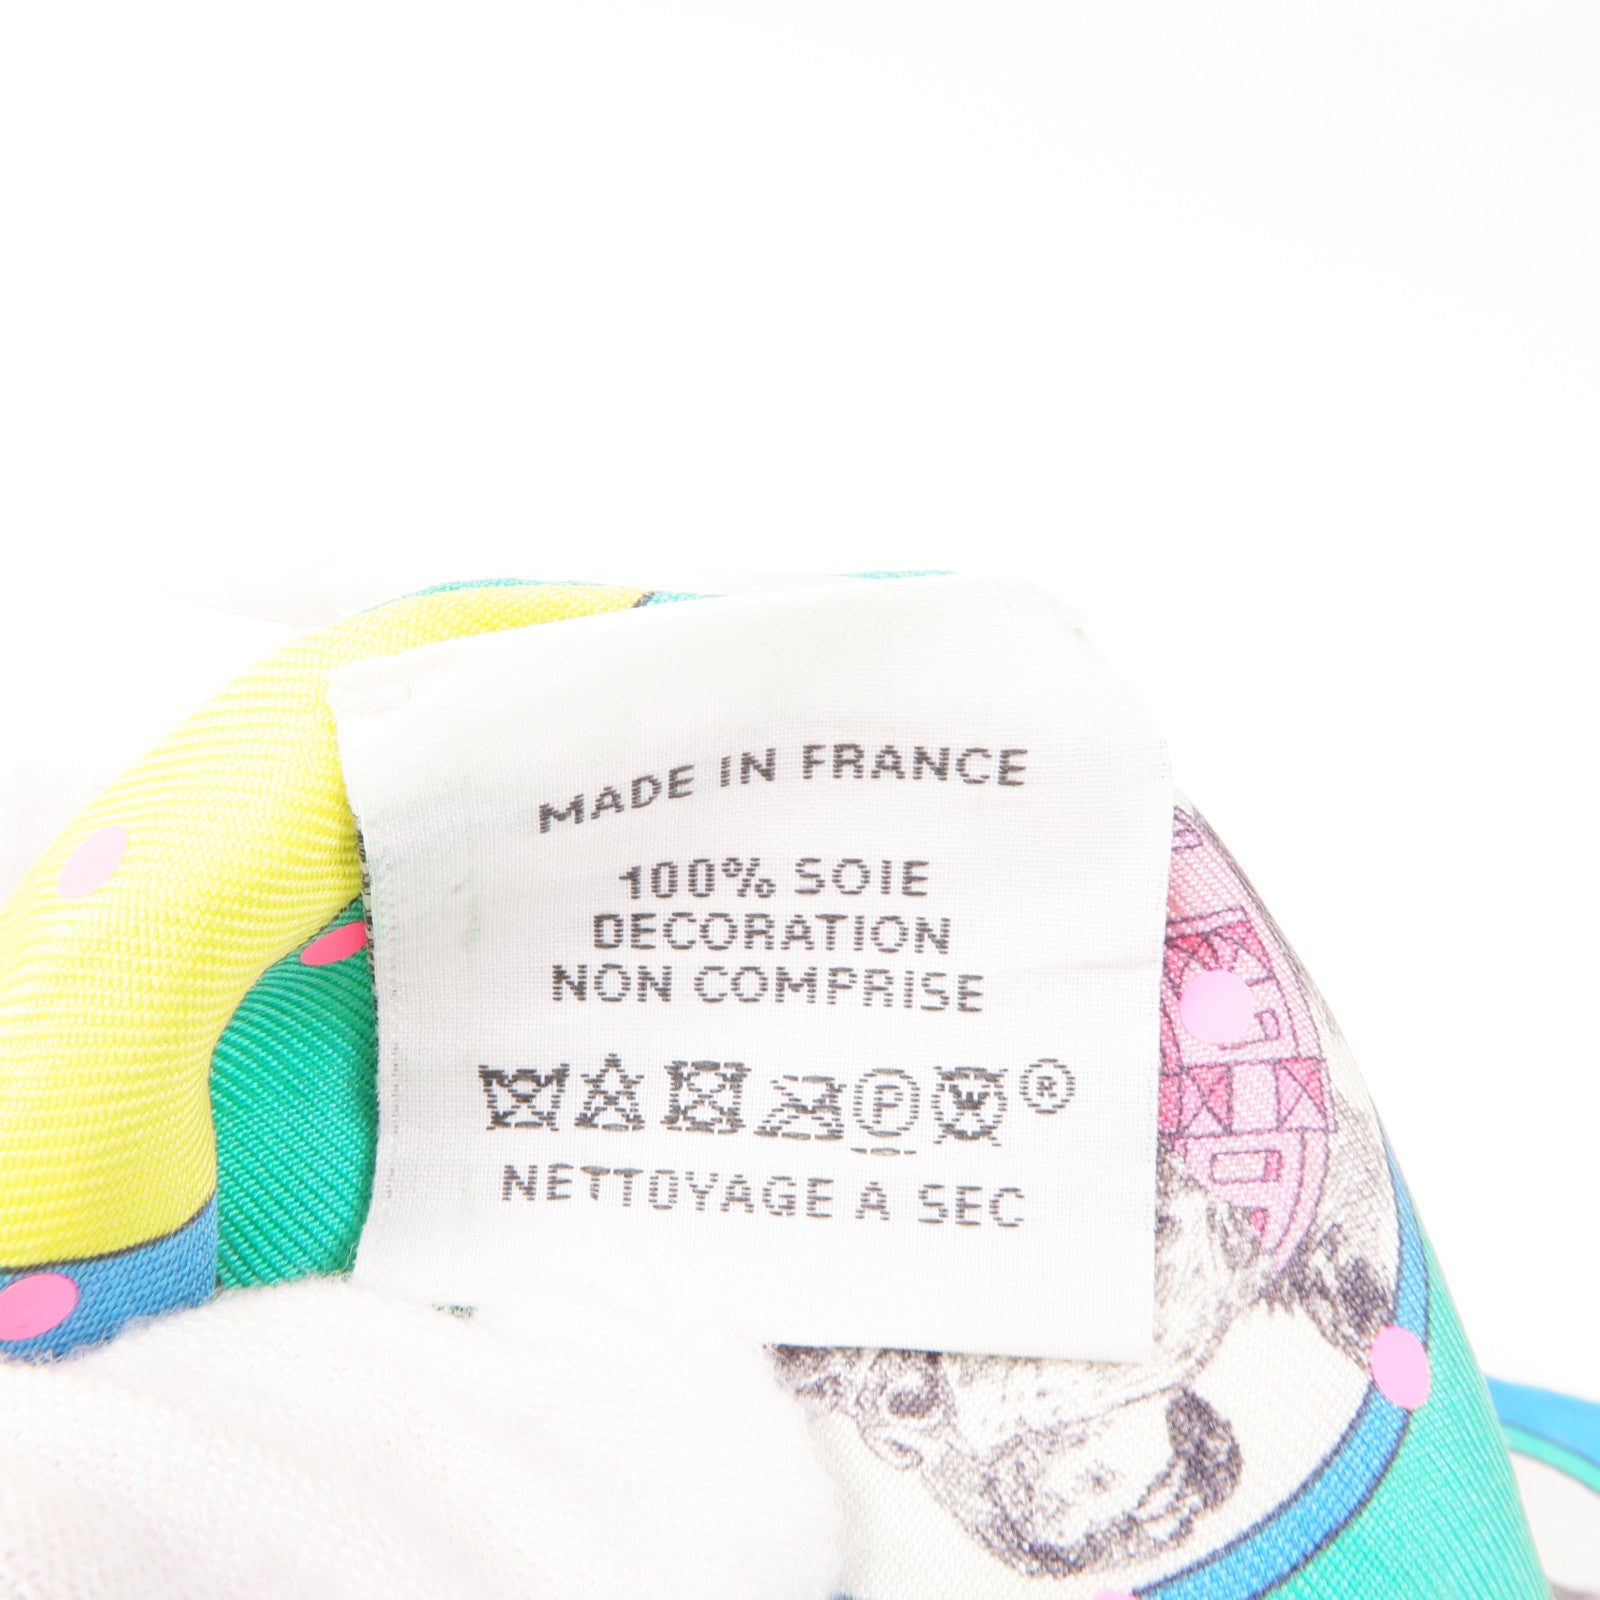 MADE IN FRANCE
100% SOIE
DECORATION
NON COMPRISE
P W ®
NETTOYAGE A SEC